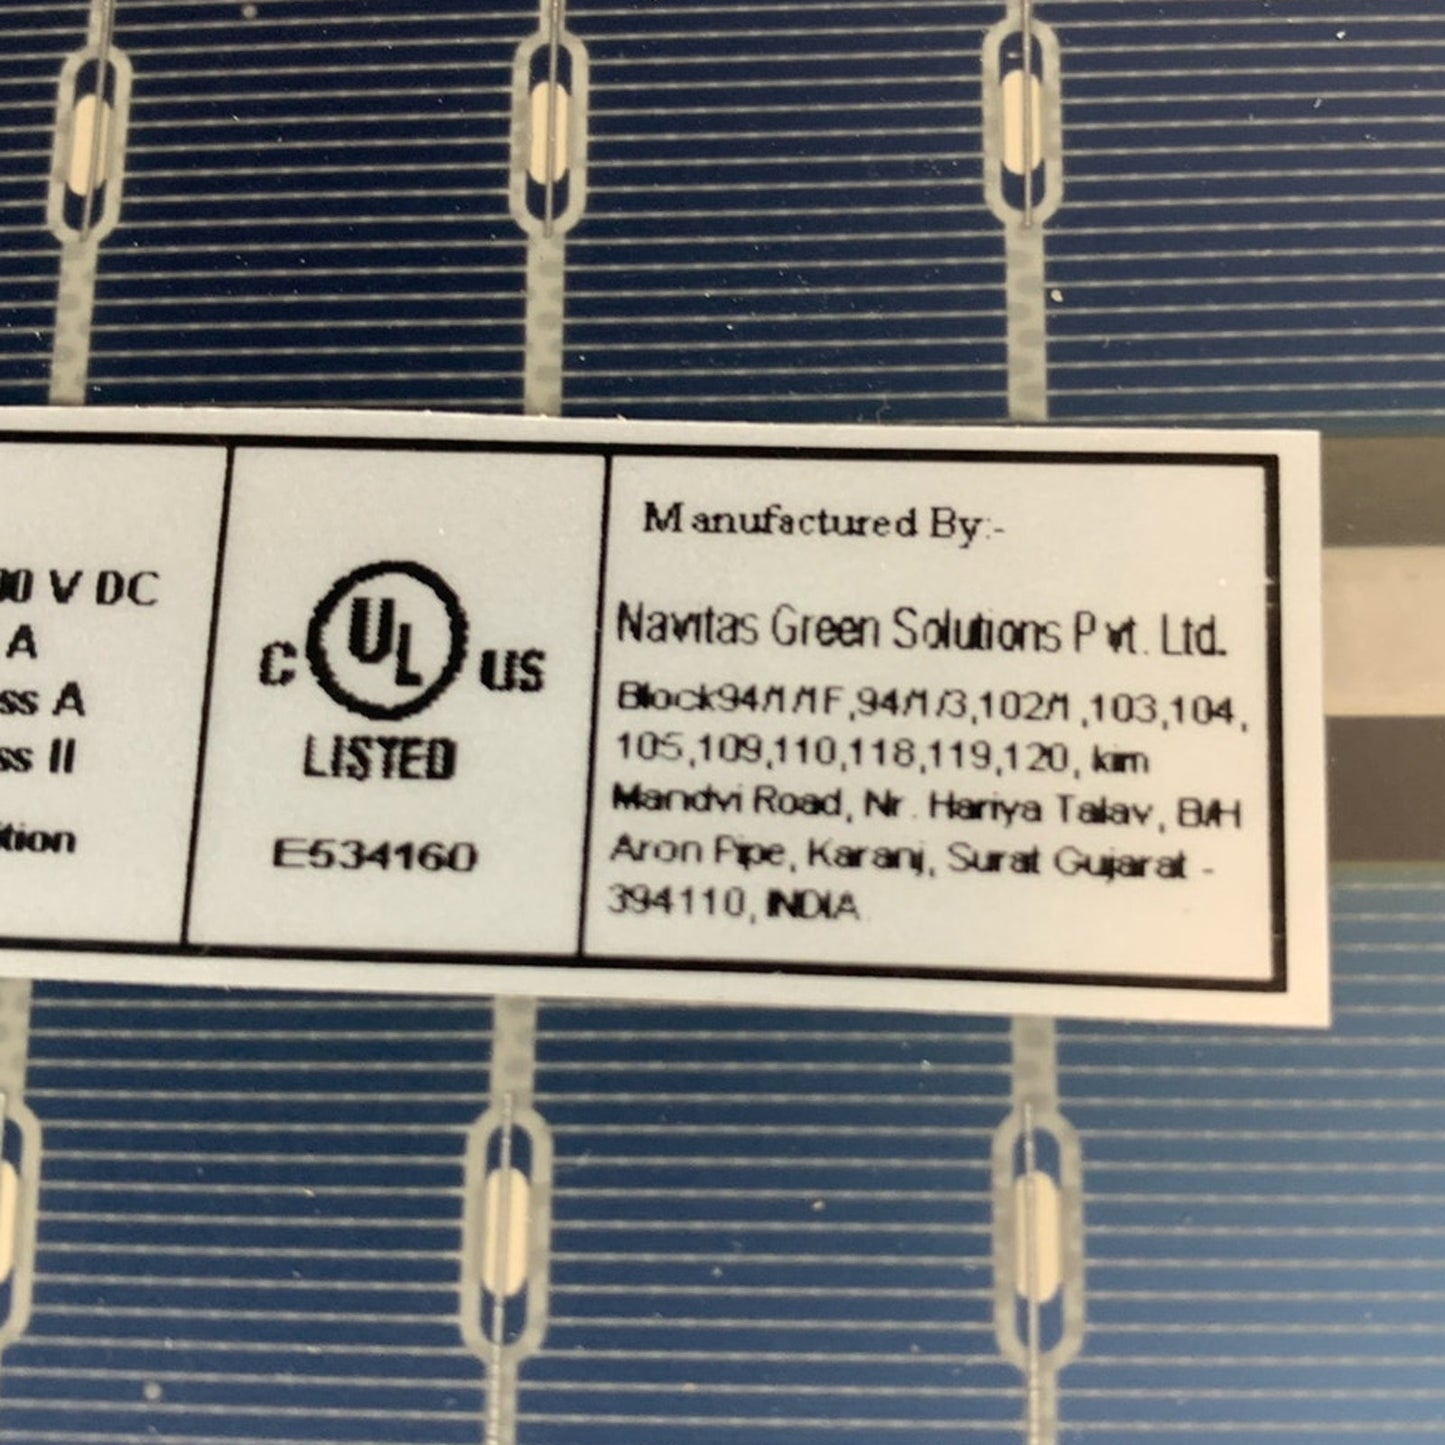 00 V DC
A
ss A
ss II
ition
C UL US
LISTED
E534160
Manufactured By:-
Navitas Green Solutions Pvt. Ltd.
Block94/1/1F,94/1/3,102/1,103,104,
105,109,110,118,119,120, kim
Mandvi Road, Nr. Hariya Talav, B/H
Aron Pipe, Karanj, Surat Gujarat -
394110, INDIA